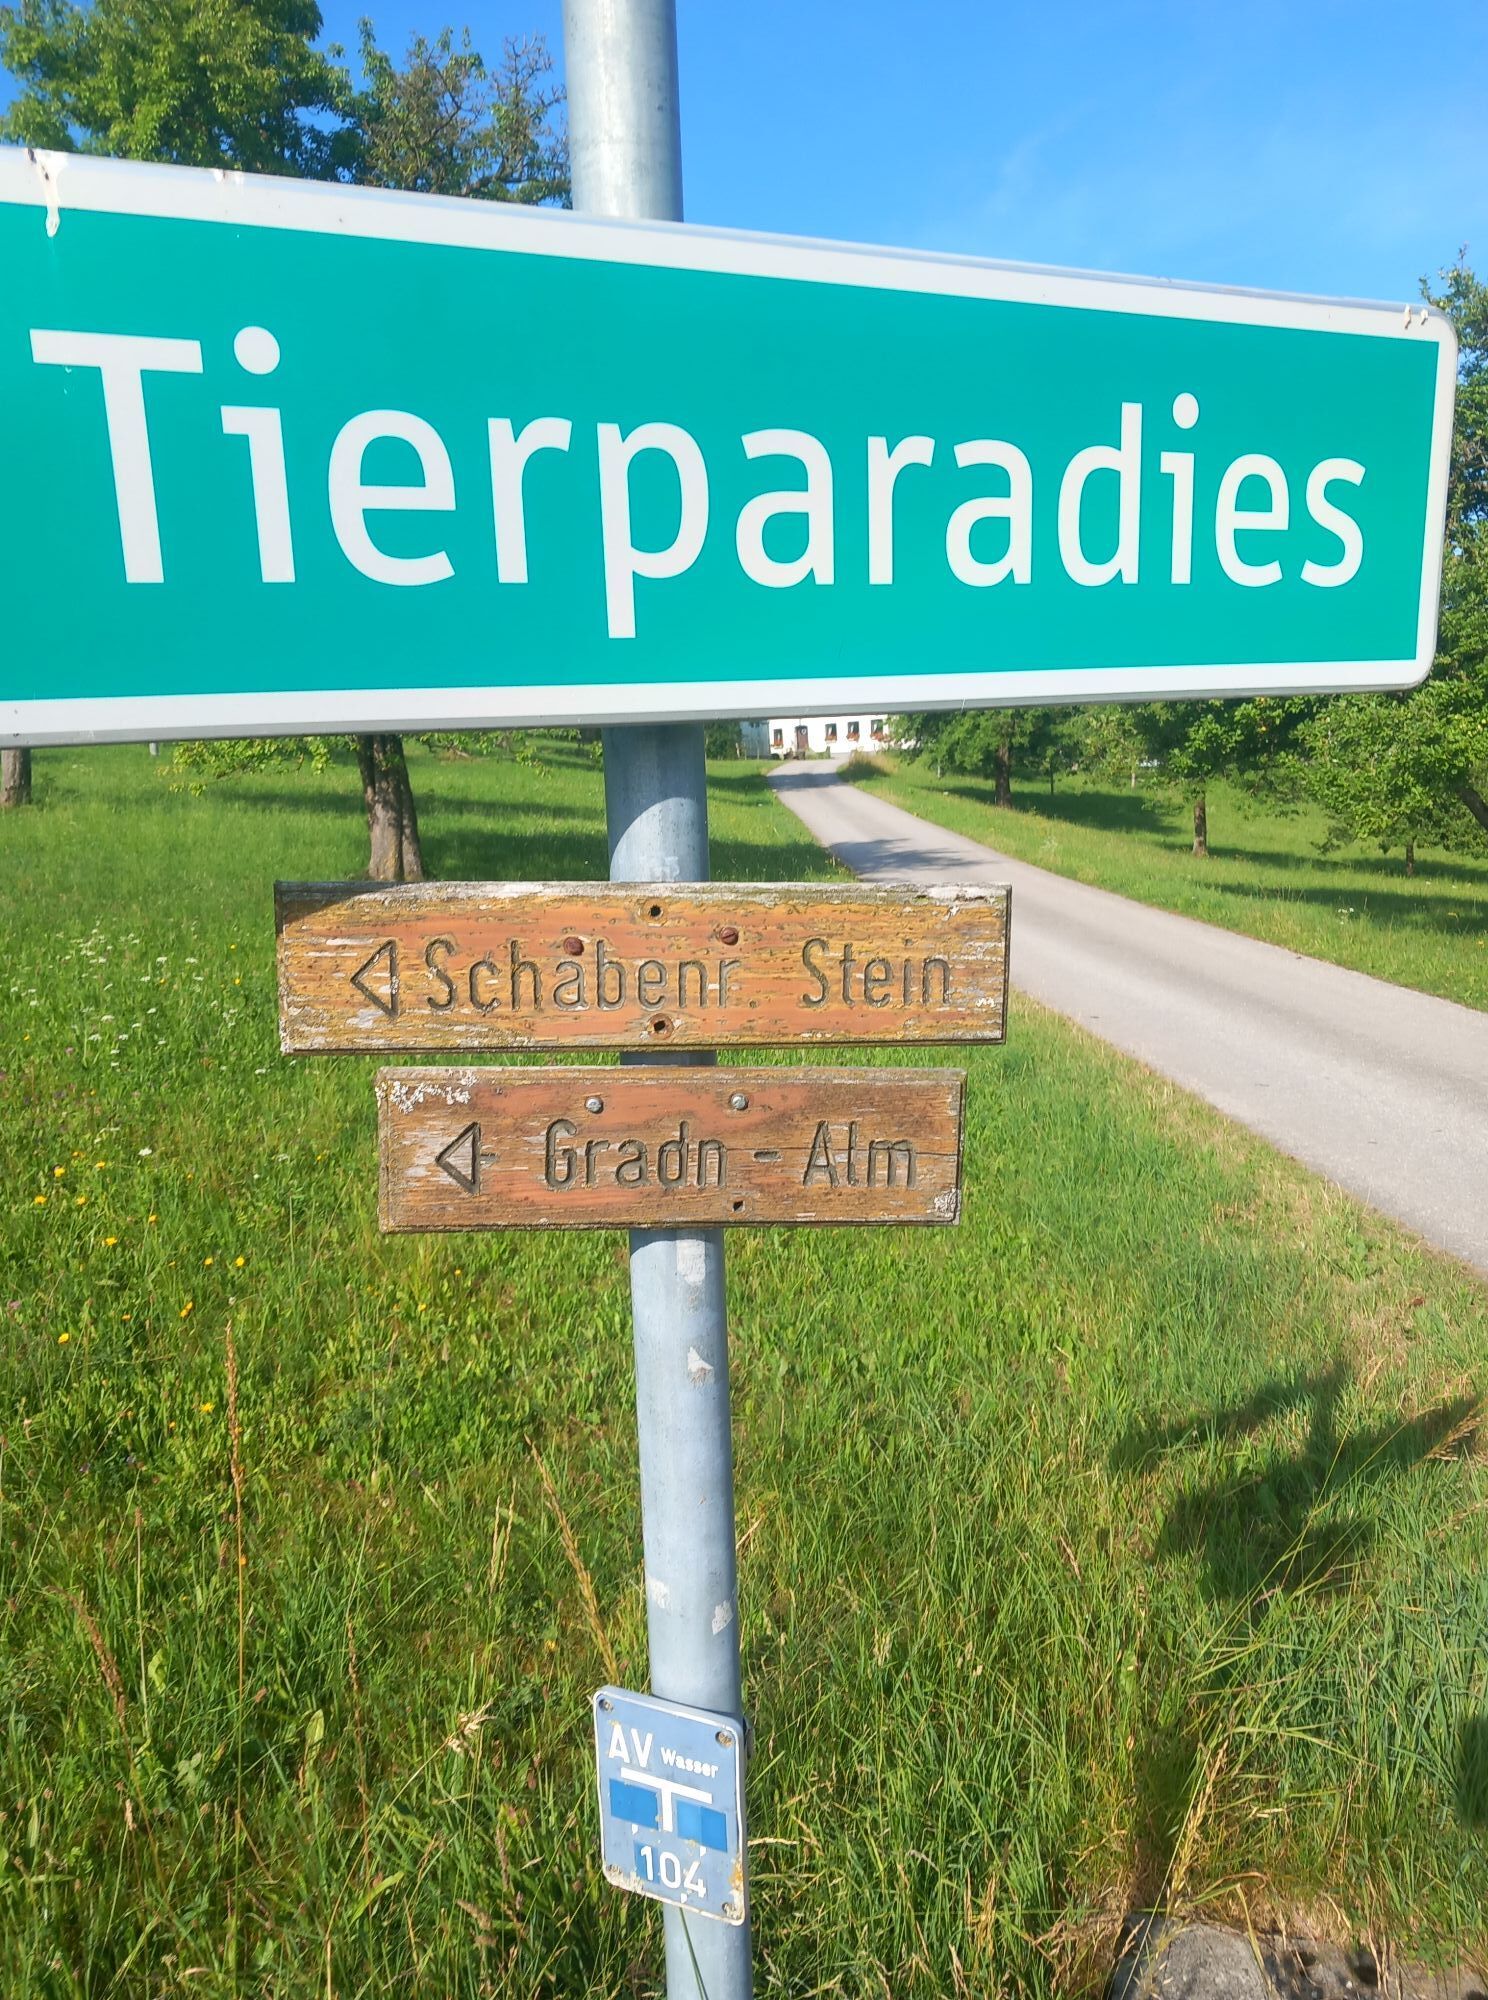 Tierparadies
Schabenr. Stein
Gradn - Alm
AV Wasser
104